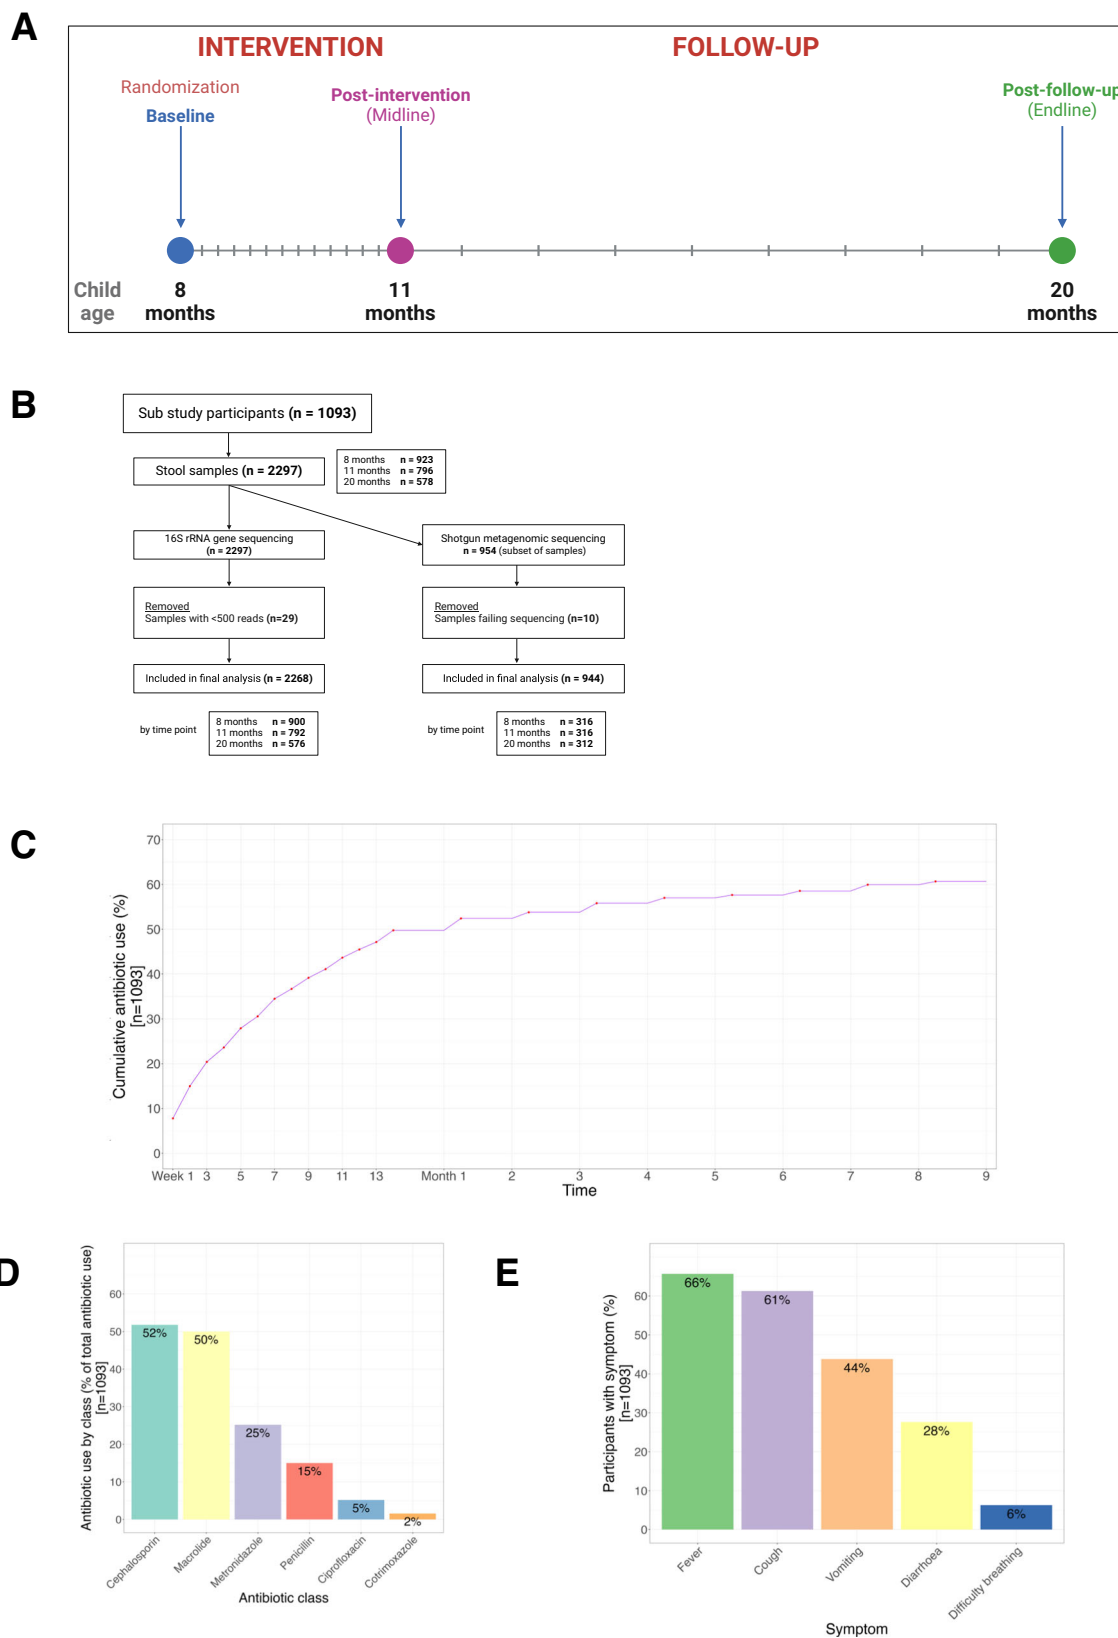 A
INTERVENTION
FOLLOW-UP
Randomization
Baseline
Post-intervention
(Midline)
Post-follow-up
(Endline)
Child
age
8
months
11
months
20
months
B
Sub study participants (n = 1093)
Stool samples (n = 2297)
8 months n = 923
11 months n = 796
20 months n = 578
16S rRNA gene sequencing
(n = 2297)
Shotgun metagenomic sequencing
n = 954 (subset of samples)
Removed
Samples with <500 reads (n=29)
Removed
Samples failing sequencing (n=10)
Included in final analysis (n = 2268)
Included in final analysis (n = 944)
by time point
8 months n = 900
11 months n = 792
20 months n = 576
by time point
8 months n = 316
11 months n = 316
20 months n = 312
C
Cumulative antibiotic use (%)
[n=1093]
70
60
50
40
30
20
10
0
Week 1 3 5 7 9 11 13 Month 1 2 3 4 5 6 7 8 9
Time
D
Antibiotic use by class (% of total antibiotic use)
[n=1093]
60
50
40
30
20
10
0
52%
50%
25%
15%
5%
2%
Cephalosporin
Macrolide
Metronidazole
Penicillin
Ciprofloxacin
Cotrimoxazole
Antibiotic class
E
Participants with symptom (%)
[n=1093]
60
50
40
30
20
10
0
66%
61%
44%
28%
6%
Fever
Cough
Vomiting
Diarrhoea
Difficulty breathing
Symptom